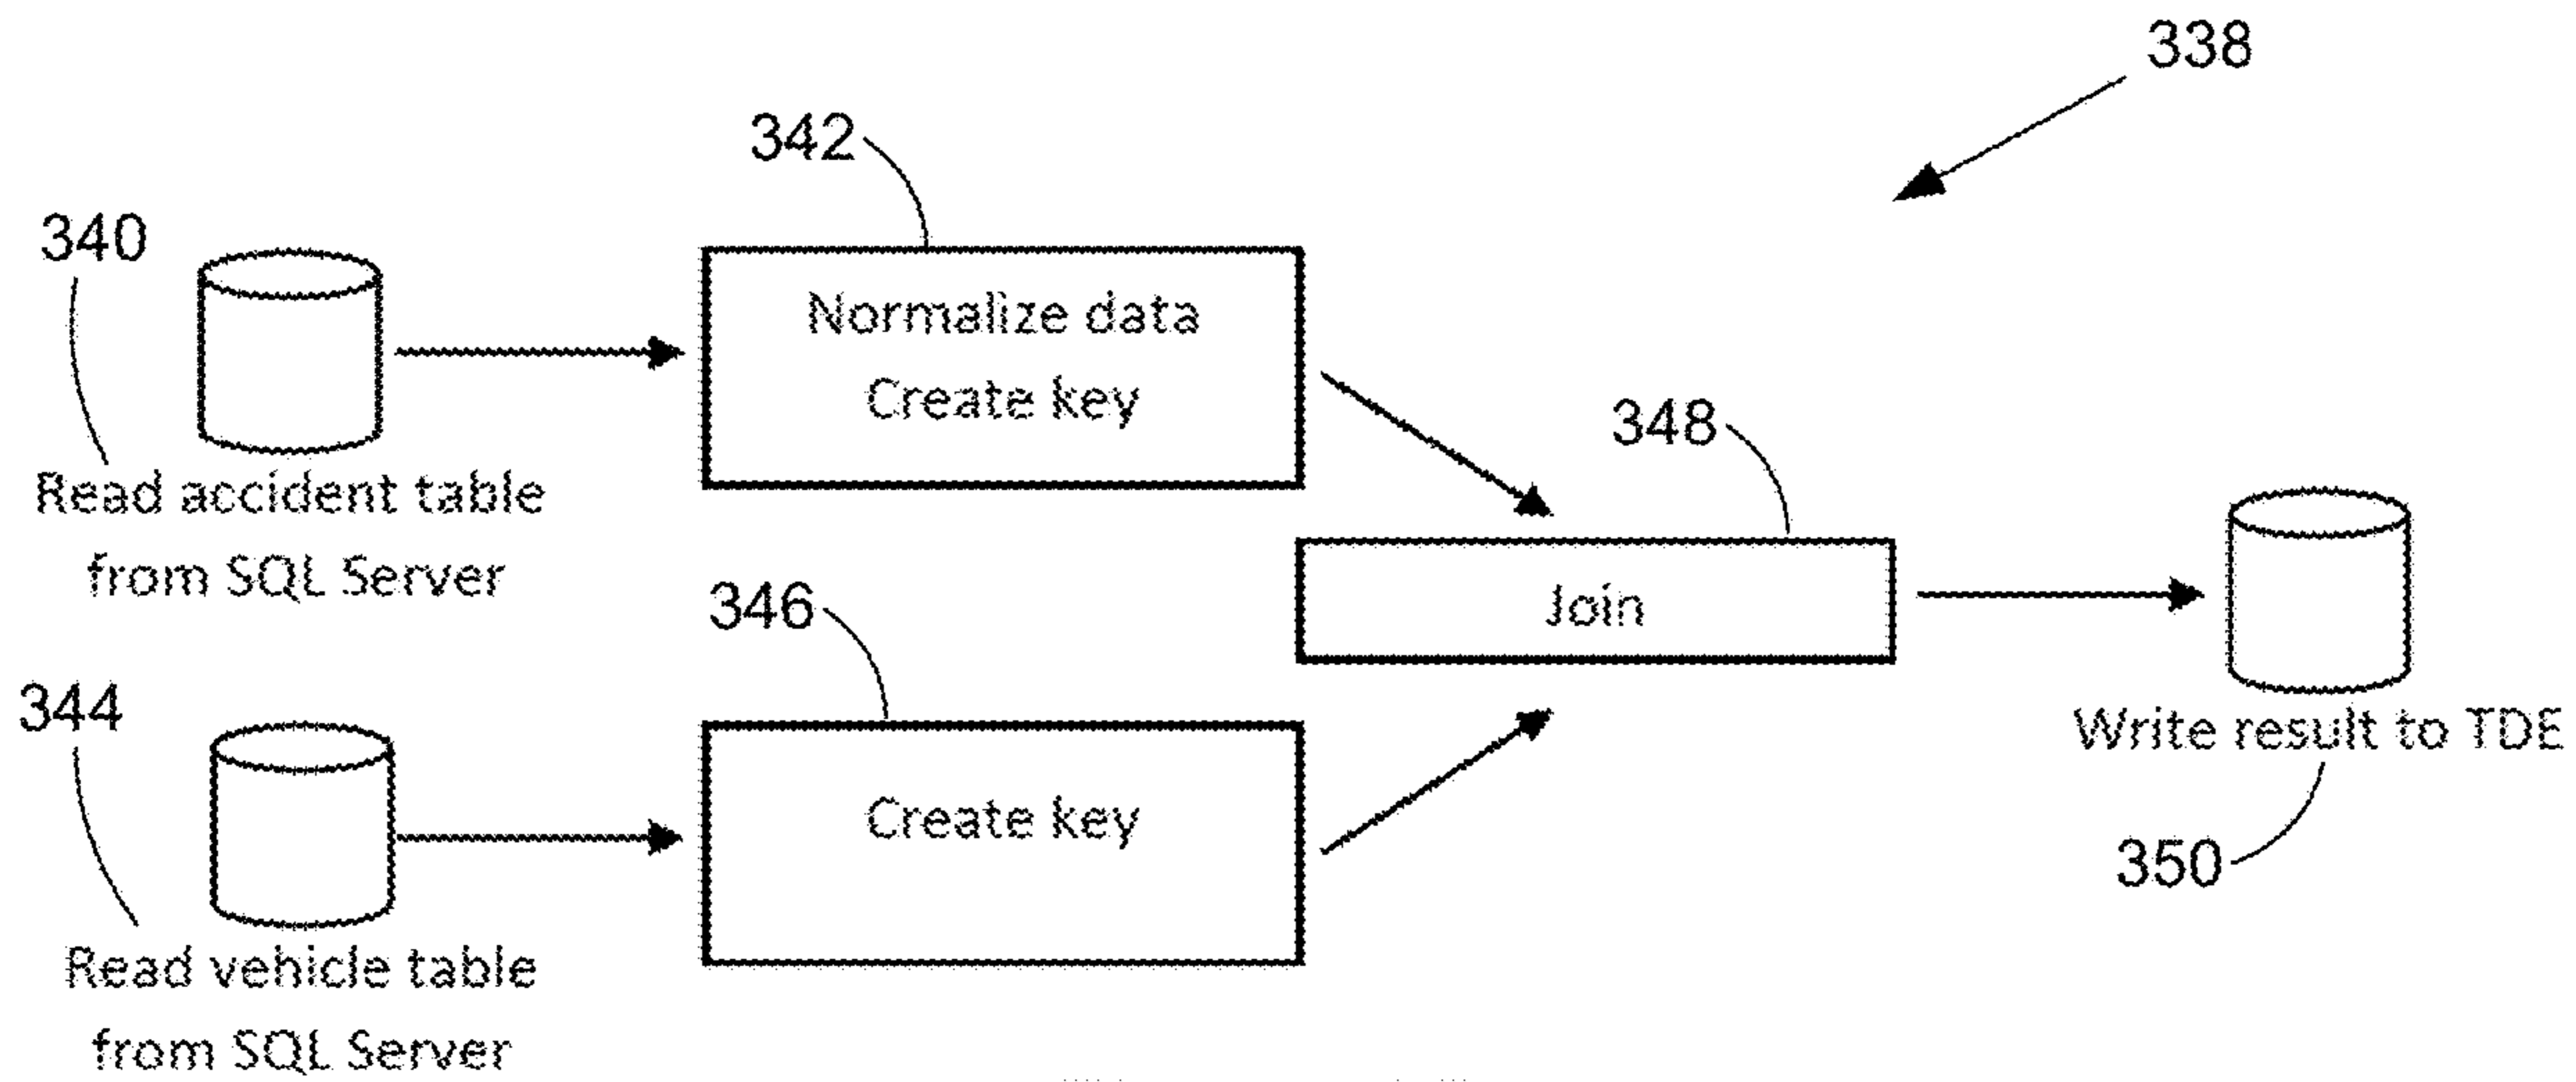 338
342
340
Normalize data
Create key
348
Read accident table
from SQL Server
346
Join
344
Write result to TDE
Create key
350
Read vehicle table
from SQL Server